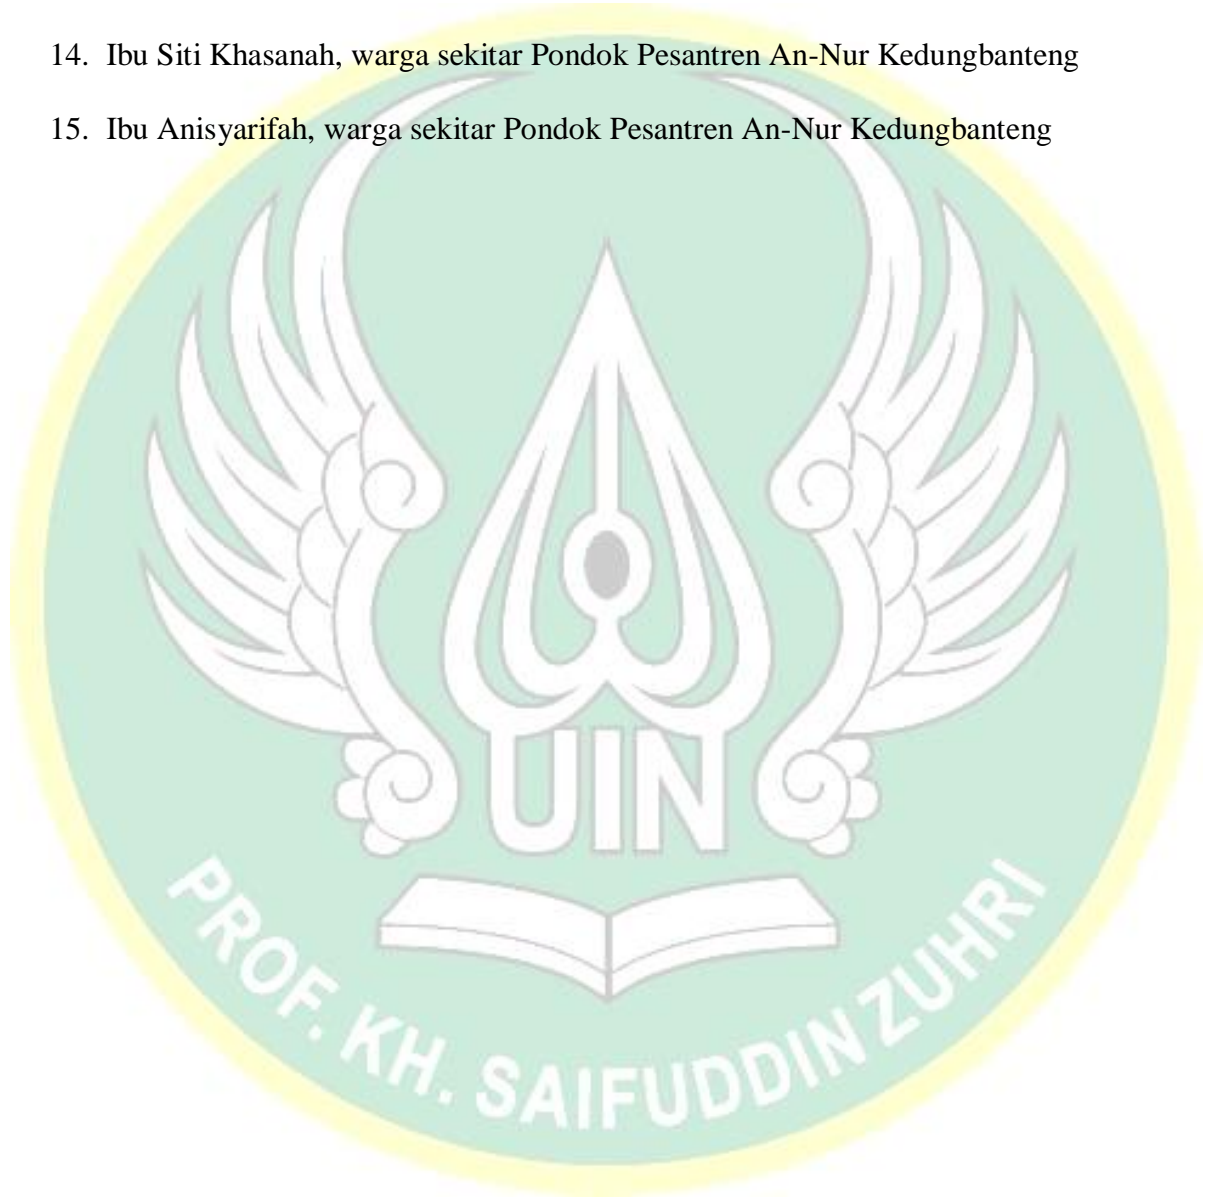 14. Ibu Siti Khasanah, warga sekitar Pondok Pesantren An-Nur Kedungbanteng
15. Ibu Anisyarifah, warga sekitar Pondok Pesantren An-Nur Kedungbanteng
UIN
PROF. KH. SAIFUDDIN ZUHRI